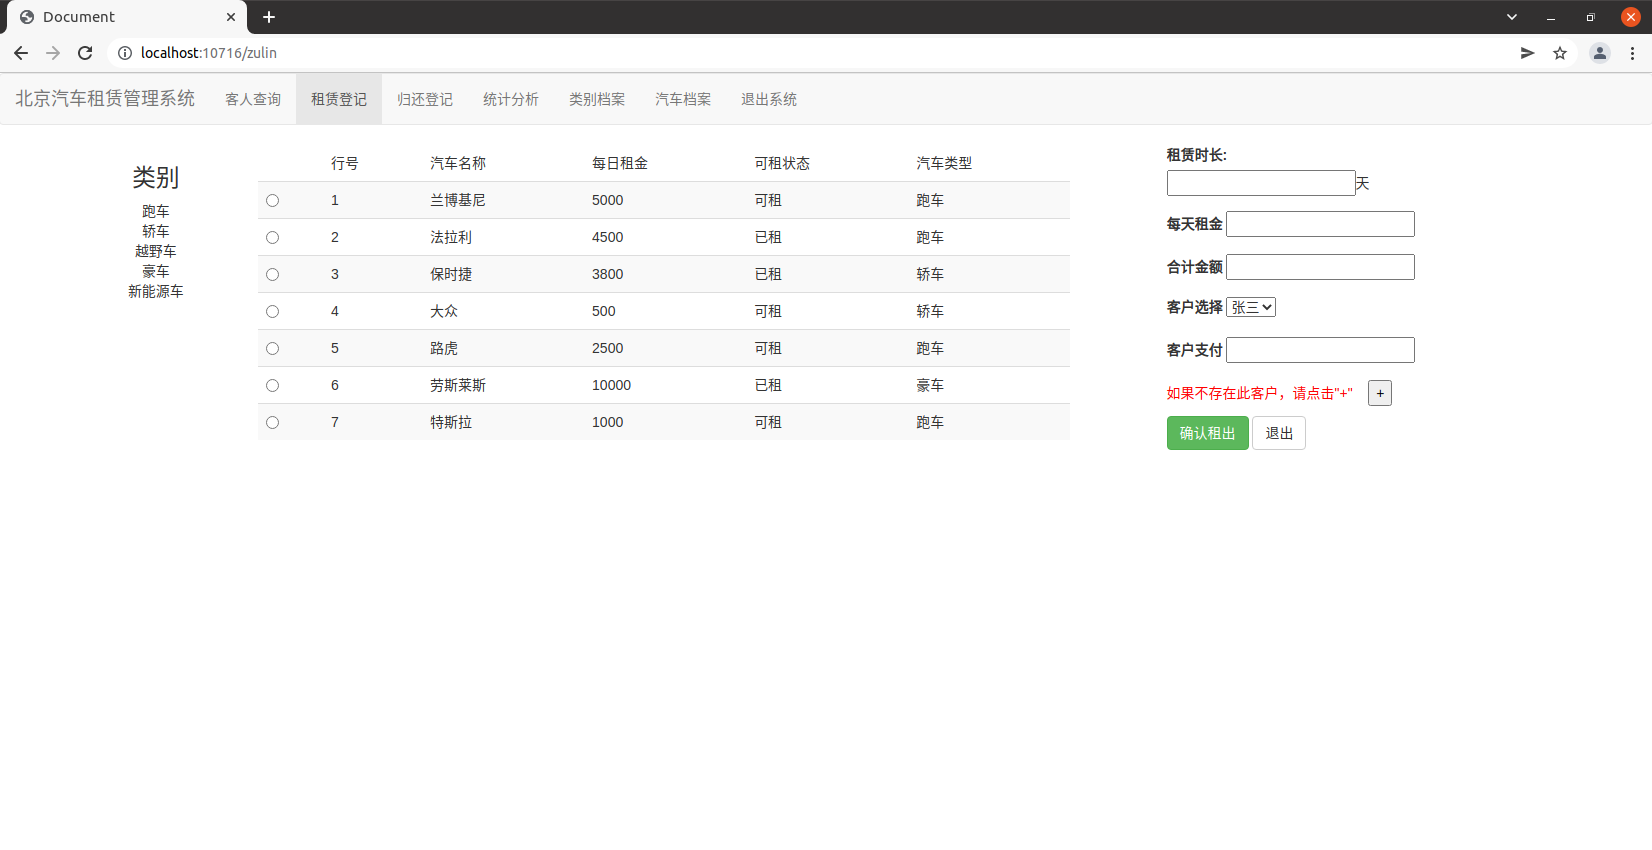 Document
localhost:10716/zulin
北京汽车租赁管理系统 客人查询 租赁登记 归还登记 统计分析 类别档案 汽车档案 退出系统
类别
跑车
轿车
越野车
豪车
新能源车
行号 汽车名称 每日租金 可租状态 汽车类型
1 兰博基尼 5000 可租 跑车
2 法拉利 4500 已租 跑车
3 保时捷 3800 已租 轿车
4 大众 500 可租 轿车
5 路虎 2500 可租 跑车
6 劳斯莱斯 10000 已租 豪车
7 特斯拉 1000 可租 跑车
租赁时长:
天
每天租金
合计金额
客户选择 张三
客户支付
如果不存在此客户，请点击"+" +
确认租出 退出